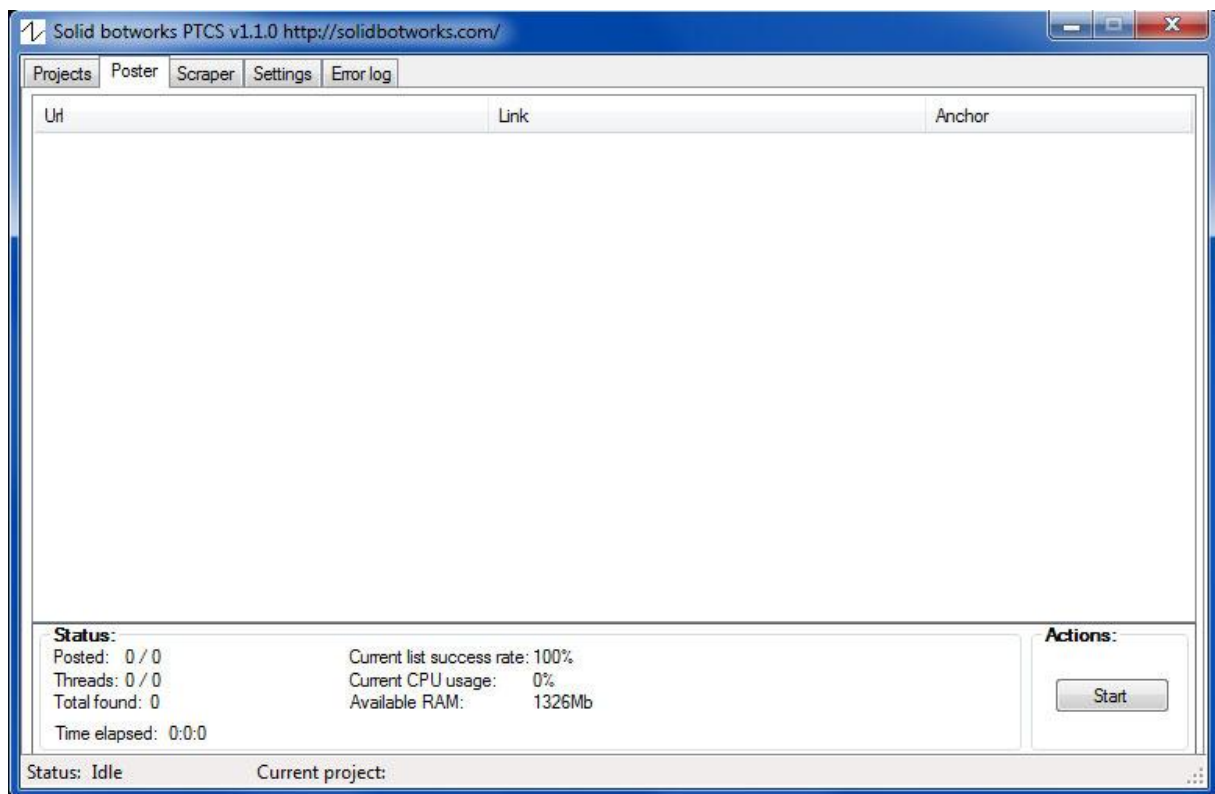 Solid botworks PTCS v1.1.0 http://solidbotworks.com/
Projects Poster Scraper Settings Error log
Url Link Anchor
Status: Actions:
Posted: 0 / 0 Current list success rate: 100%
Threads: 0 / 0 Current CPU usage: 0%
Total found: 0 Available RAM: 1326Mb
Start
Time elapsed: 0:0:0
Status: Idle Current project: